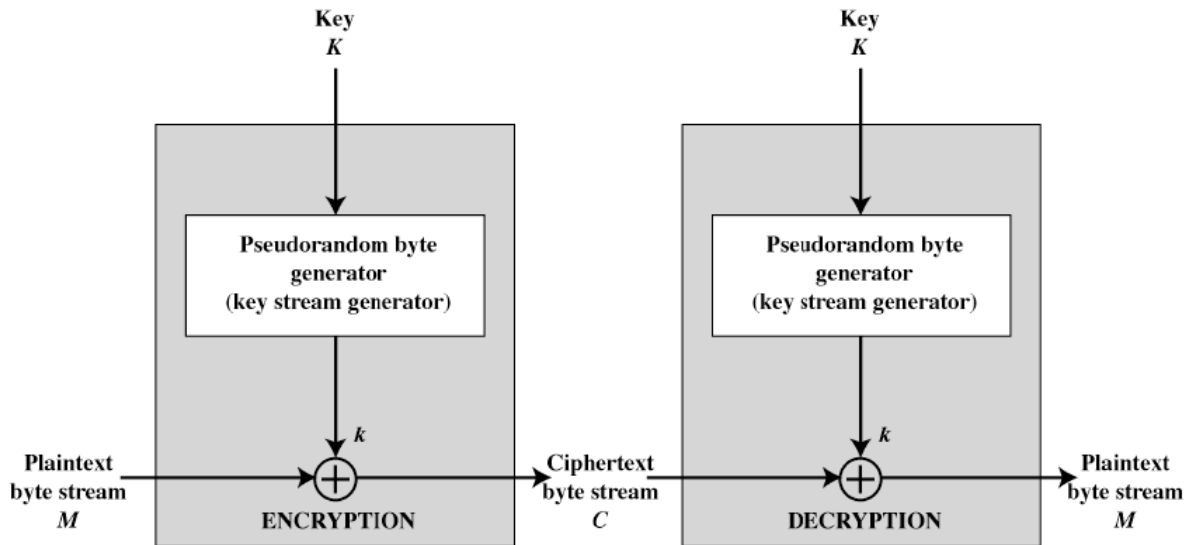 Key
K
Key
K
Pseudorandom byte
generator
(key stream generator)
Pseudorandom byte
generator
(key stream generator)
k
k
Plaintext
byte stream
M
ENCRYPTION
Ciphertext
byte stream
C
DECRYPTION
Plaintext
byte stream
M